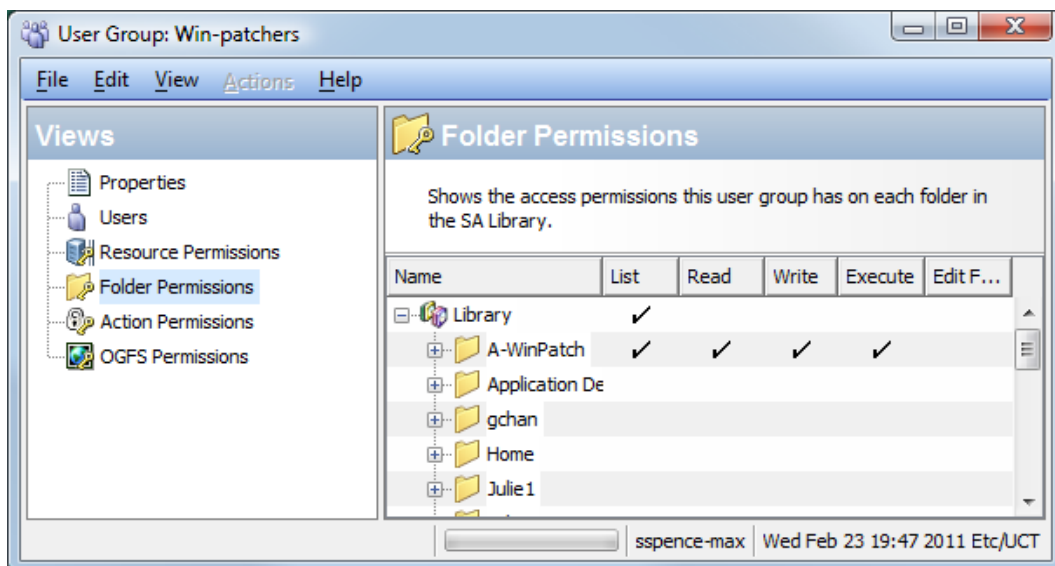 User Group: Win-patchers
File Edit View Actions Help
Views
Properties
Users
Resource Permissions
Folder Permissions
Action Permissions
OGFS Permissions
Folder Permissions
Shows the access permissions this user group has on each folder in
the SA Library.
Name List Read Write Execute Edit F...
Library
A-WinPatch
Application De
gchan
Home
Julie1
sspence-max Wed Feb 23 19:47 2011 Etc/UCT